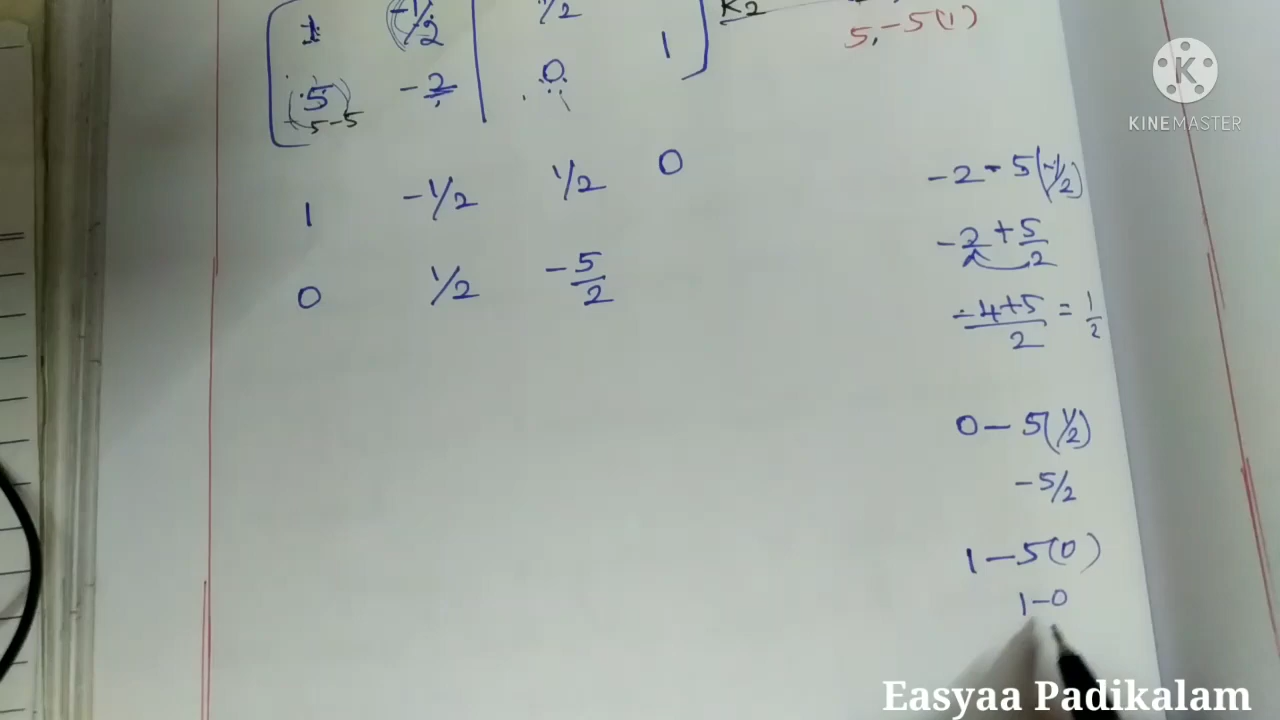 1 -1/2 1/2
5 -2 0 1
5-5
R2
5,-5(1)
KINEMASTER
1 -1/2 1/2 0
0 1/2 -5/2
-2-5(-1/2)
-2+5/2
-4+5/2 = 1/2
0-5(1/2)
-5/2
1-5(0)
1-0
Easyaa Padikalam